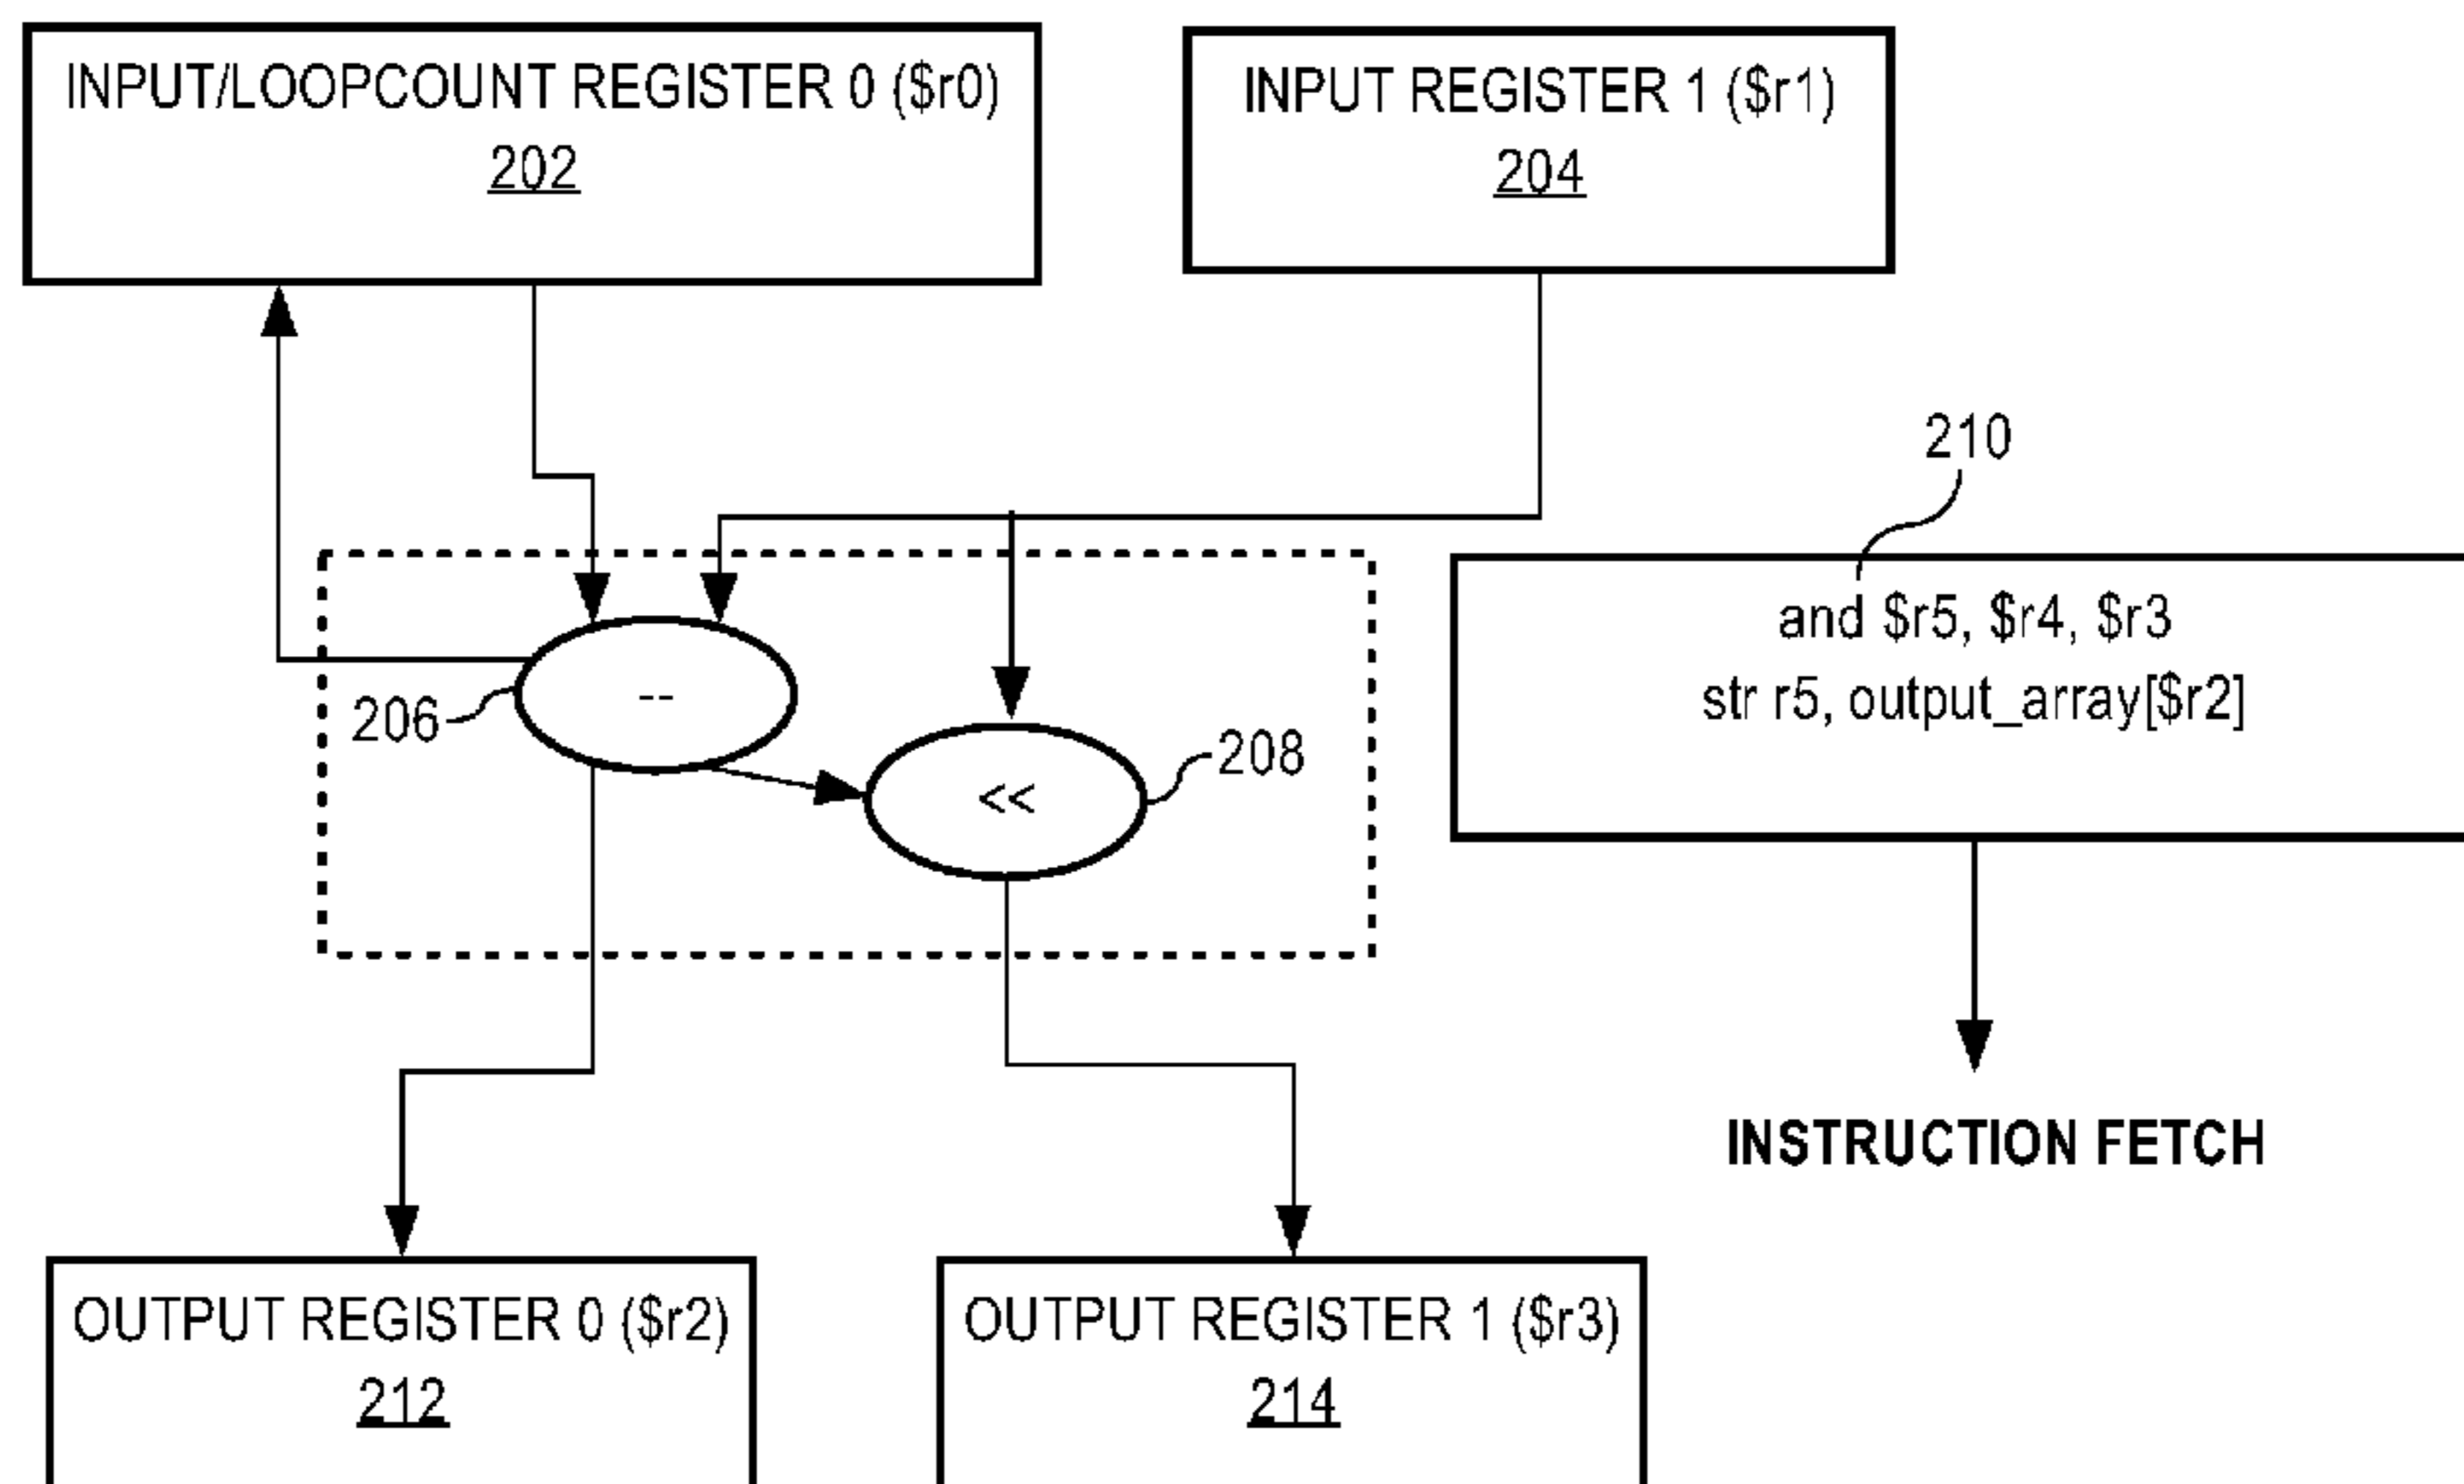 INPUT/LOOPCOUNT REGISTER 0 ($r0)
202
INPUT REGISTER 1 ($r1)
204
210
and $r5, $r4, $r3
str r5, output_array[$r2]
206
--
<<
208
INSTRUCTION FETCH
OUTPUT REGISTER 0 ($r2)
212
OUTPUT REGISTER 1 ($r3)
214